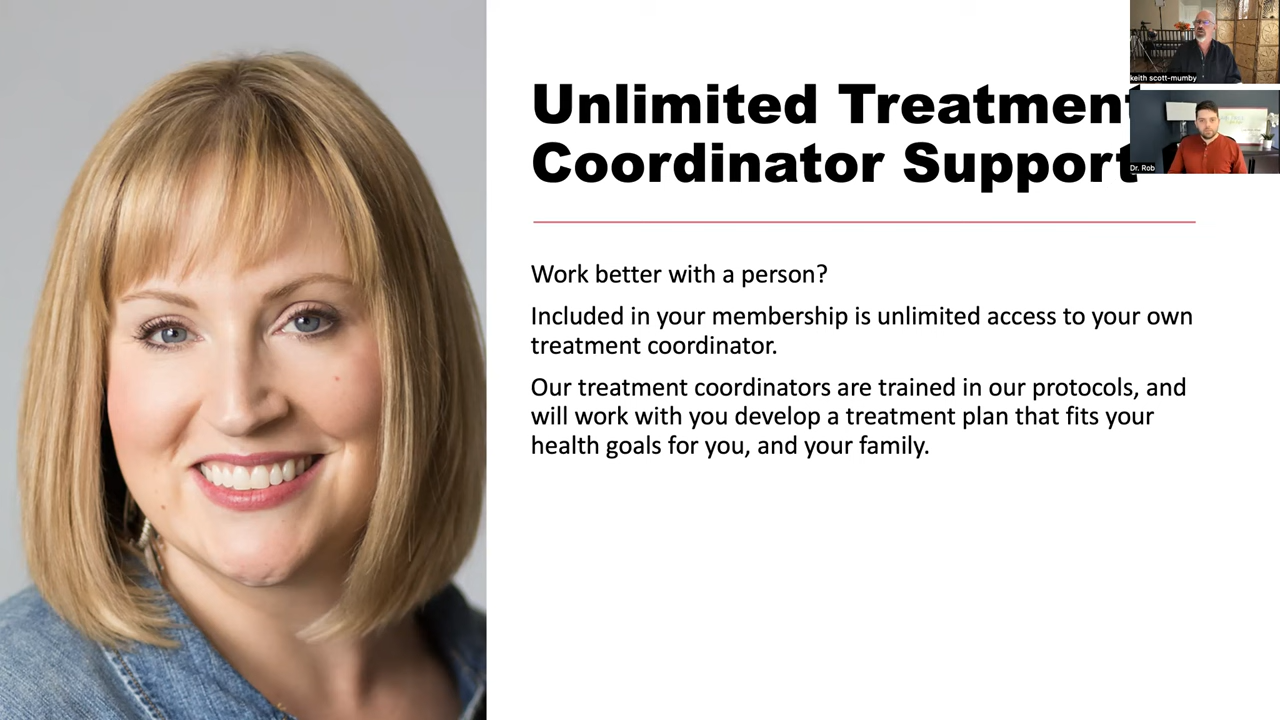 Unlimited Treatment
Coordinator Support
Work better with a person?
Included in your membership is unlimited access to your own
treatment coordinator.
Our treatment coordinators are trained in our protocols, and
will work with you develop a treatment plan that fits your
health goals for you, and your family.
keith scott-mumby
Dr. Rob